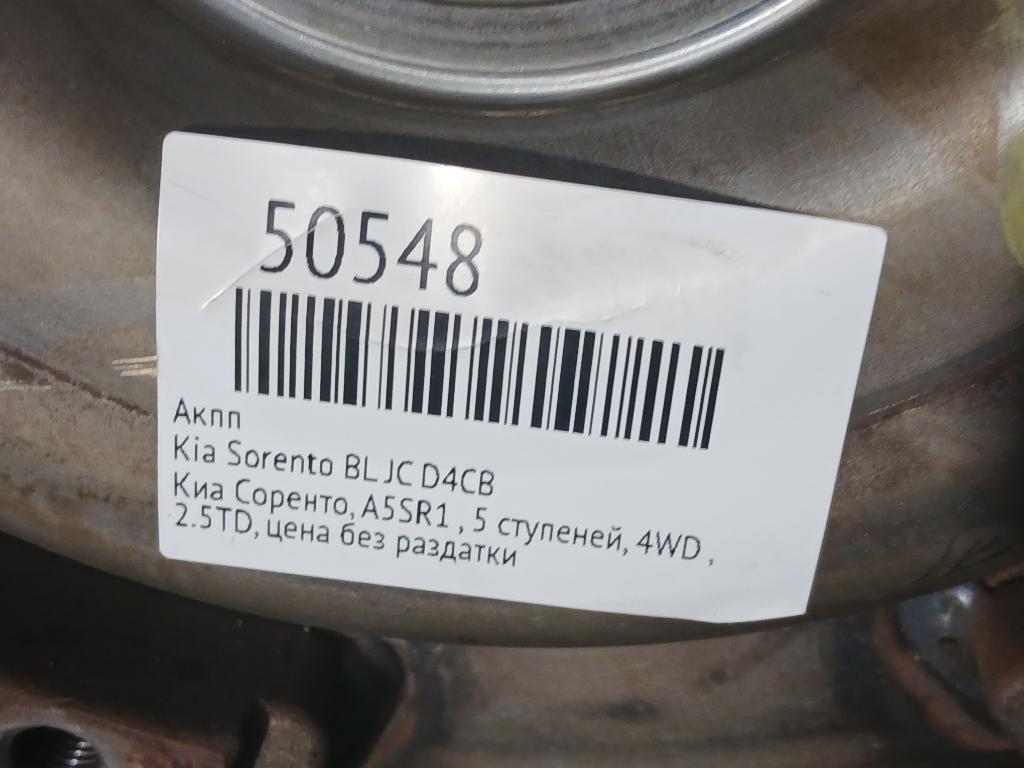 50548
Акпп
Kia Sorento BL JC D4CB
Киа Соренто, A5SR1 , 5 ступеней, 4WD ,
2.5TD, цена без раздатки